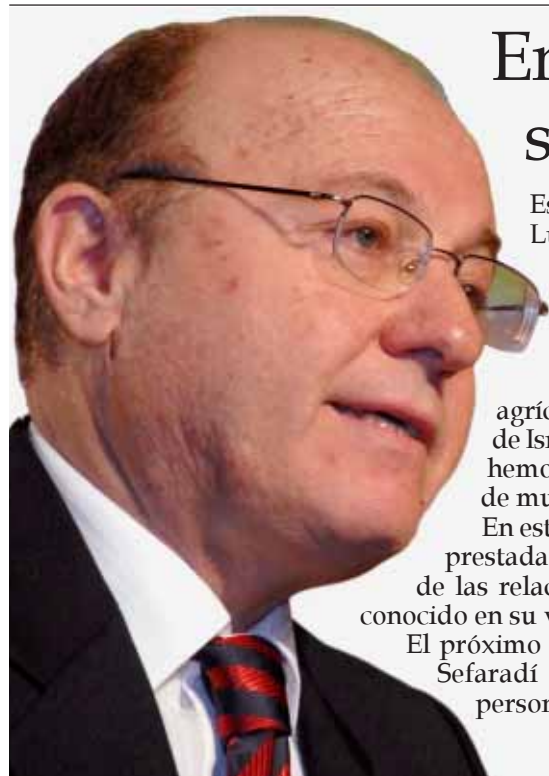 En
s
Es
Lu
agríc
de Isr
hemo
de mu
En est
prestada
de las relac
conocido en su v
El próximo
Sefaradí
person